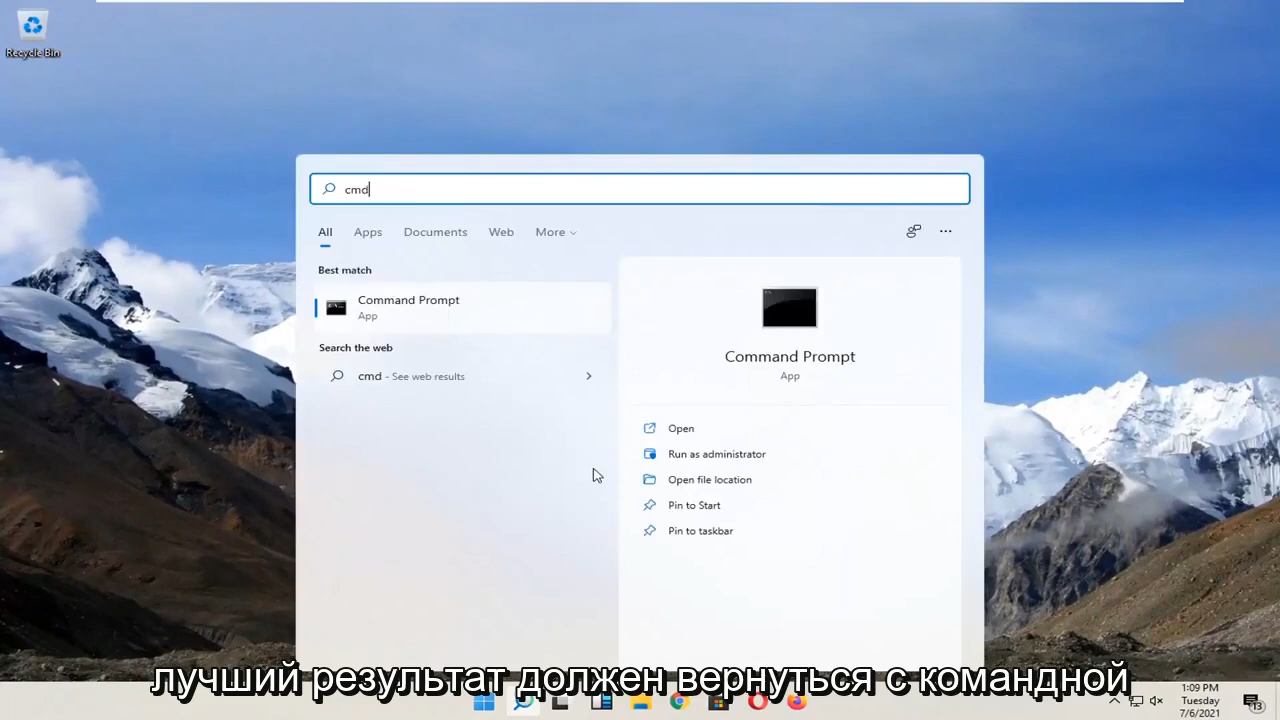 Recycle Bin
cmd
All Apps Documents Web More
Best match
Command Prompt
App
Search the web
cmd - See web results
Command Prompt
App
Open
Run as administrator
Open file location
Pin to Start
Pin to taskbar
лучший результат должен вернуться с командной
1:09 PM
Tuesday
7/6/2021
13